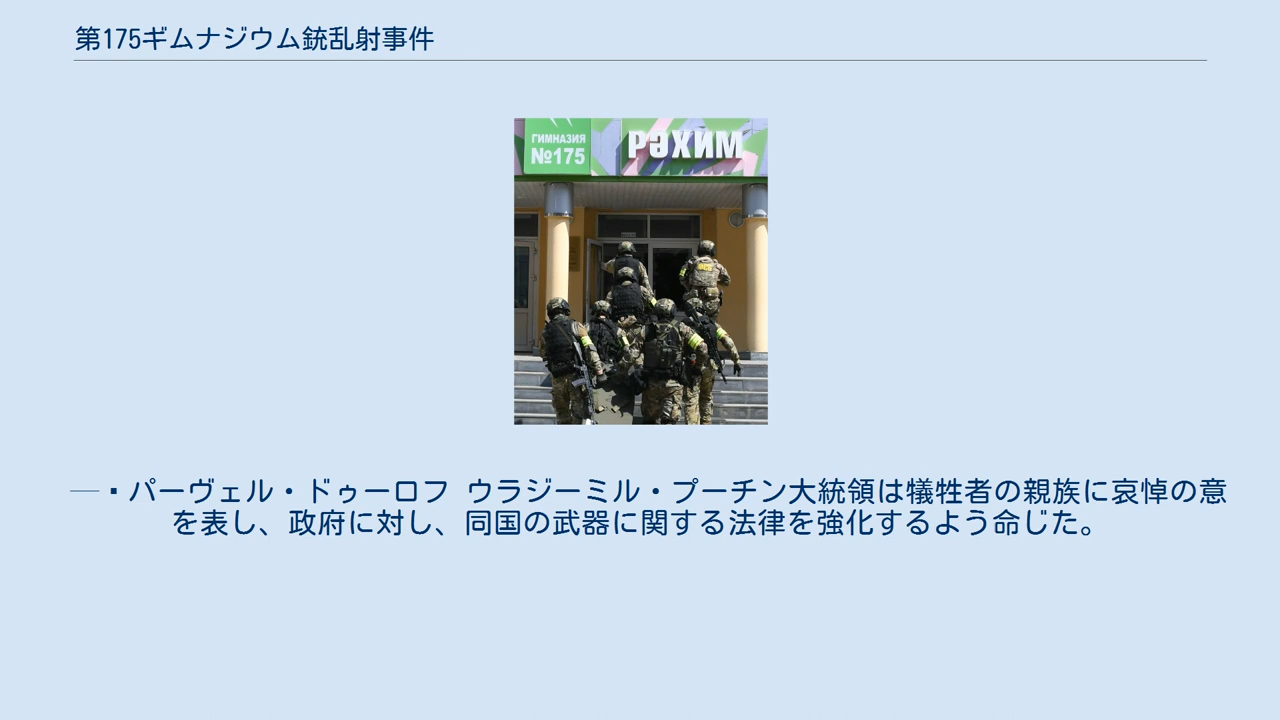 第175ギムナジウム銃乱射事件
ГИМНАЗИЯ
№175
РӘХИМ
▪ パーヴェル・ドゥーロフ ウラジーミル・プーチン大統領は犠牲者の親族に哀悼の意
を表し、政府に対し、同国の武器に関する法律を強化するよう命じた。